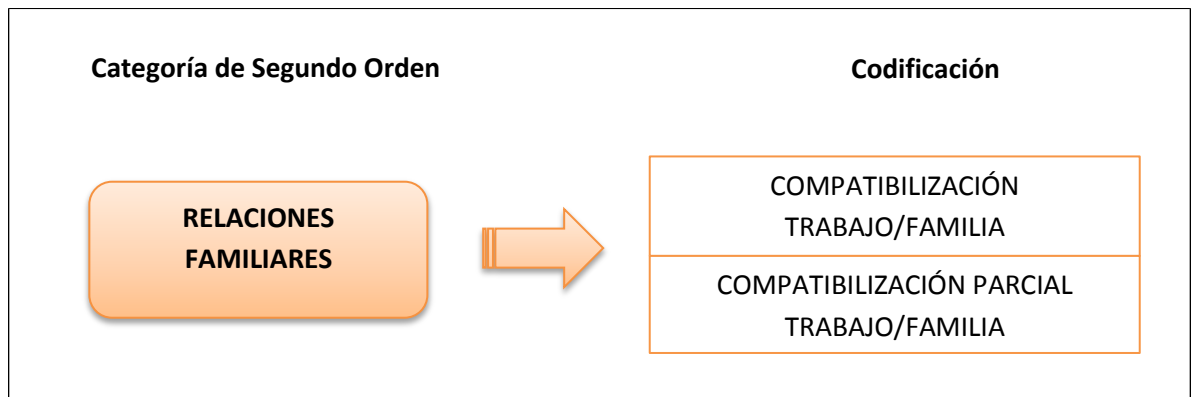 Categoría de Segundo Orden
Codificación
RELACIONES
FAMILIARES
COMPATIBILIZACIÓN
TRABAJO/FAMILIA
COMPATIBILIZACIÓN PARCIAL
TRABAJO/FAMILIA